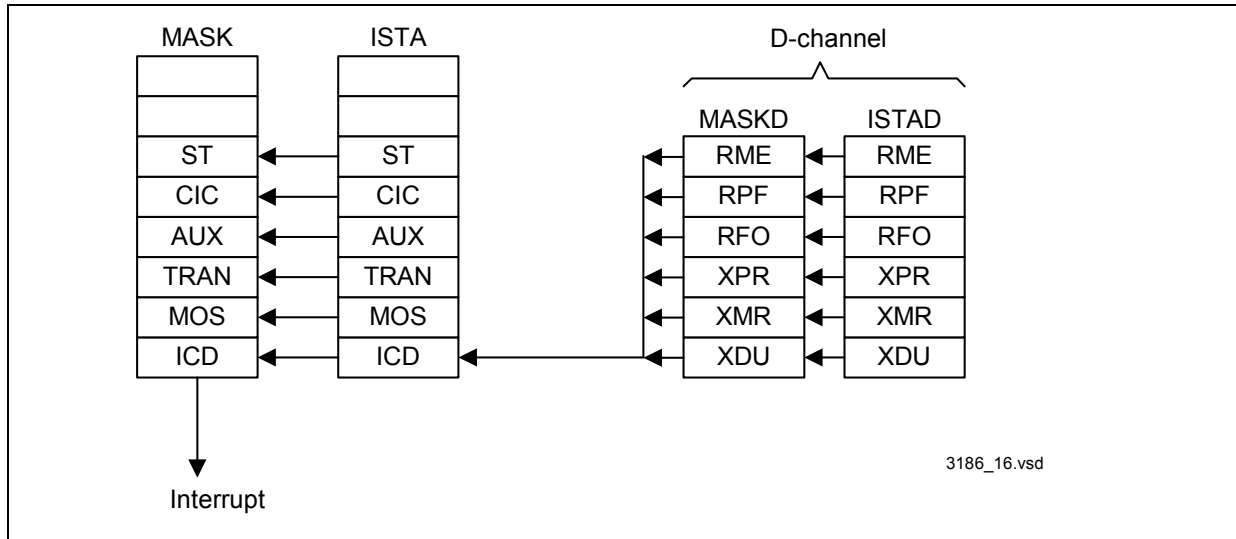 MASK ISTA D-channel
MASKD ISTAD
ST ST RME RME
CIC CIC RPF RPF
AUX AUX RFO RFO
TRAN TRAN XPR XPR
MOS MOS XMR XMR
ICD ICD XDU XDU
3186_16.vsd
Interrupt